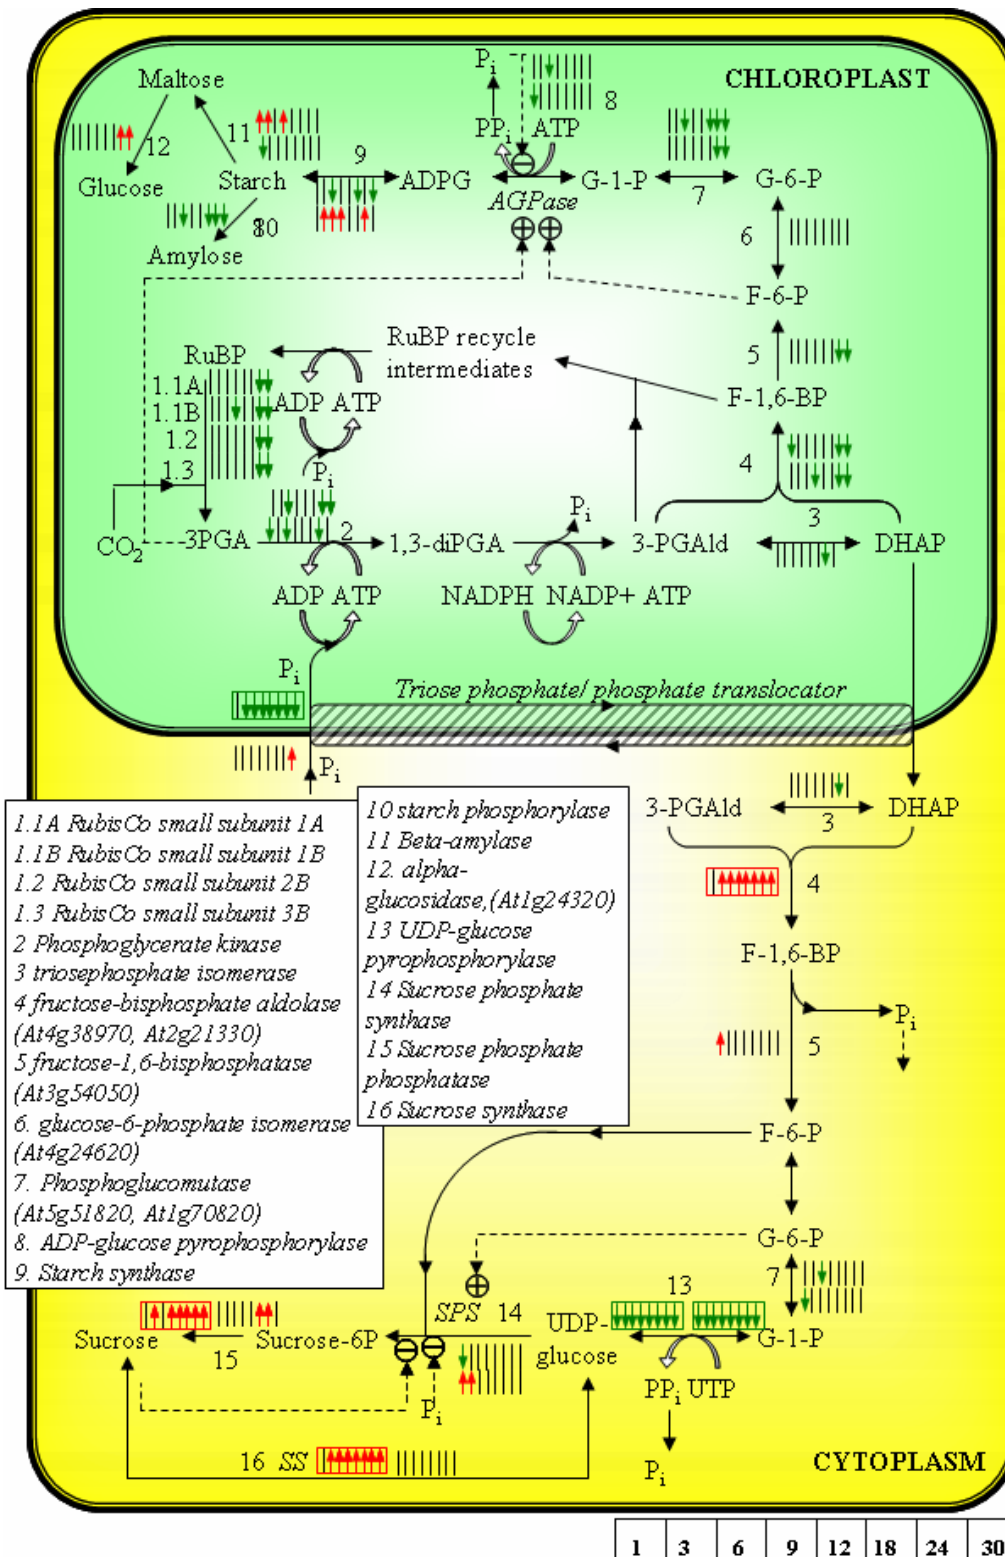 CHLOROPLAST
Maltose
Pi
8
11
12
PPi ATP
9
Glucose
Starch
ADPG
G-1-P
G-6-P
AGPase
7
10
6
Amylose
F-6-P
RuBP recycle
intermediates
RuBP
5
1.1A
ADP ATP
F-1,6-BP
1.1B
1.2
4
1.3
Pi
Pi
3
CO2
3PGA
2
1,3-diPGA
3-PGAld
DHAP
ADP ATP
NADPH NADP+ ATP
Pi
Triose phosphate/ phosphate translocator
Pi
3-PGAld
3
DHAP
1.1A RubisCo small subunit 1A
1.1B RubisCo small subunit 1B
1.2 RubisCo small subunit 2B
1.3 RubisCo small subunit 3B
2 Phosphoglycerate kinase
3 triosephosphate isomerase
4 fructose-bisphosphate aldolase
(At4g38970, At2g21330)
5 fructose-1,6-bisphosphatase
(At3g54050)
6. glucose-6-phosphate isomerase
(At4g24620)
7. Phosphoglucomutase
(At5g51820, At1g70820)
8. ADP-glucose pyrophosphorylase
9. Starch synthase
10 starch phosphorylase
11 Beta-amylase
12. alpha-
glucosidase,(At1g24320)
13 UDP-glucose
pyrophosphorylase
14 Sucrose phosphate
synthase
15 Sucrose phosphate
phosphatase
16 Sucrose synthase
4
F-1,6-BP
Pi
5
F-6-P
G-6-P
7
13
SPS 14
Sucrose
15
Sucrose-6P
UDP-
glucose
G-1-P
PPi UTP
Pi
16 SS
Pi
CYTOPLASM
1 3 6 9 12 18 24 30